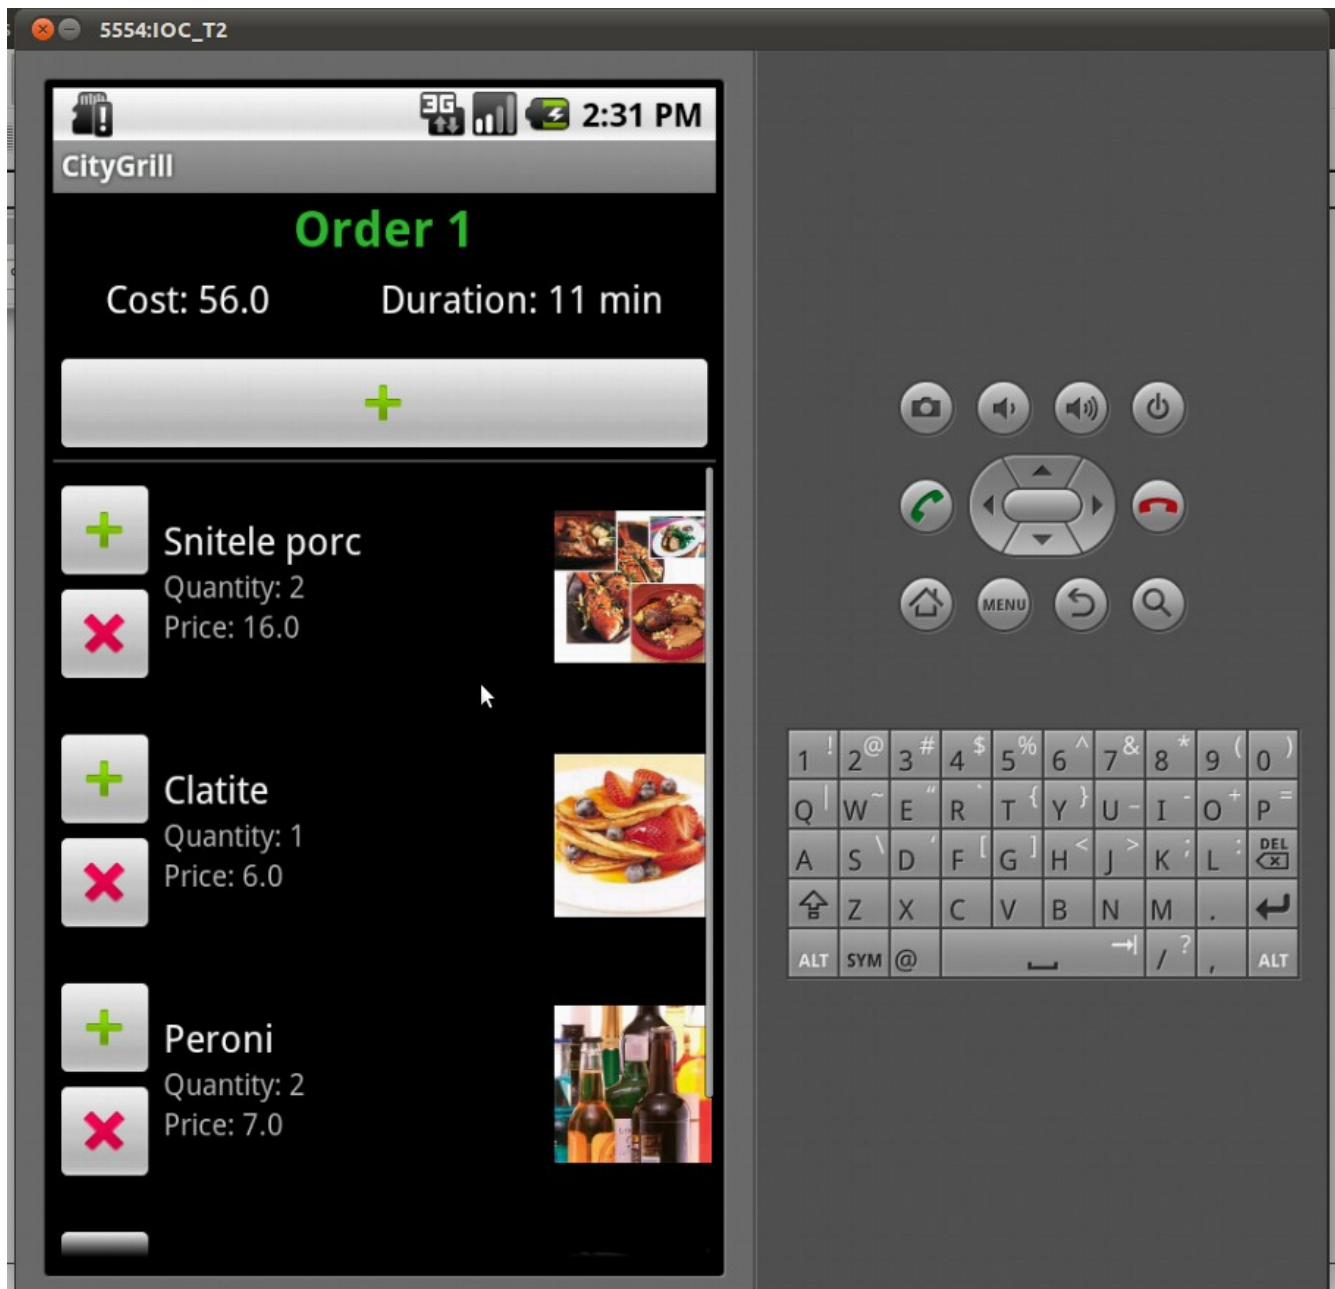 5554:IOC_T2
3G
2:31 PM
CityGrill
Order 1
Cost: 56.0
Duration: 11 min
Snitele porc
Quantity: 2
Price: 16.0
Clatite
Quantity: 1
Price: 6.0
Peroni
Quantity: 2
Price: 7.0
MENU
1 ! 2 @ 3 # 4 $ 5 % 6 ^ 7 & 8 * 9 ( 0 )
Q | W ~ E " R ` T { Y } U _ I - O + P =
A S \ D ' F [ G ] H < J > K ; L : DEL
Z X C V B N M .
ALT SYM @ / ? , ALT